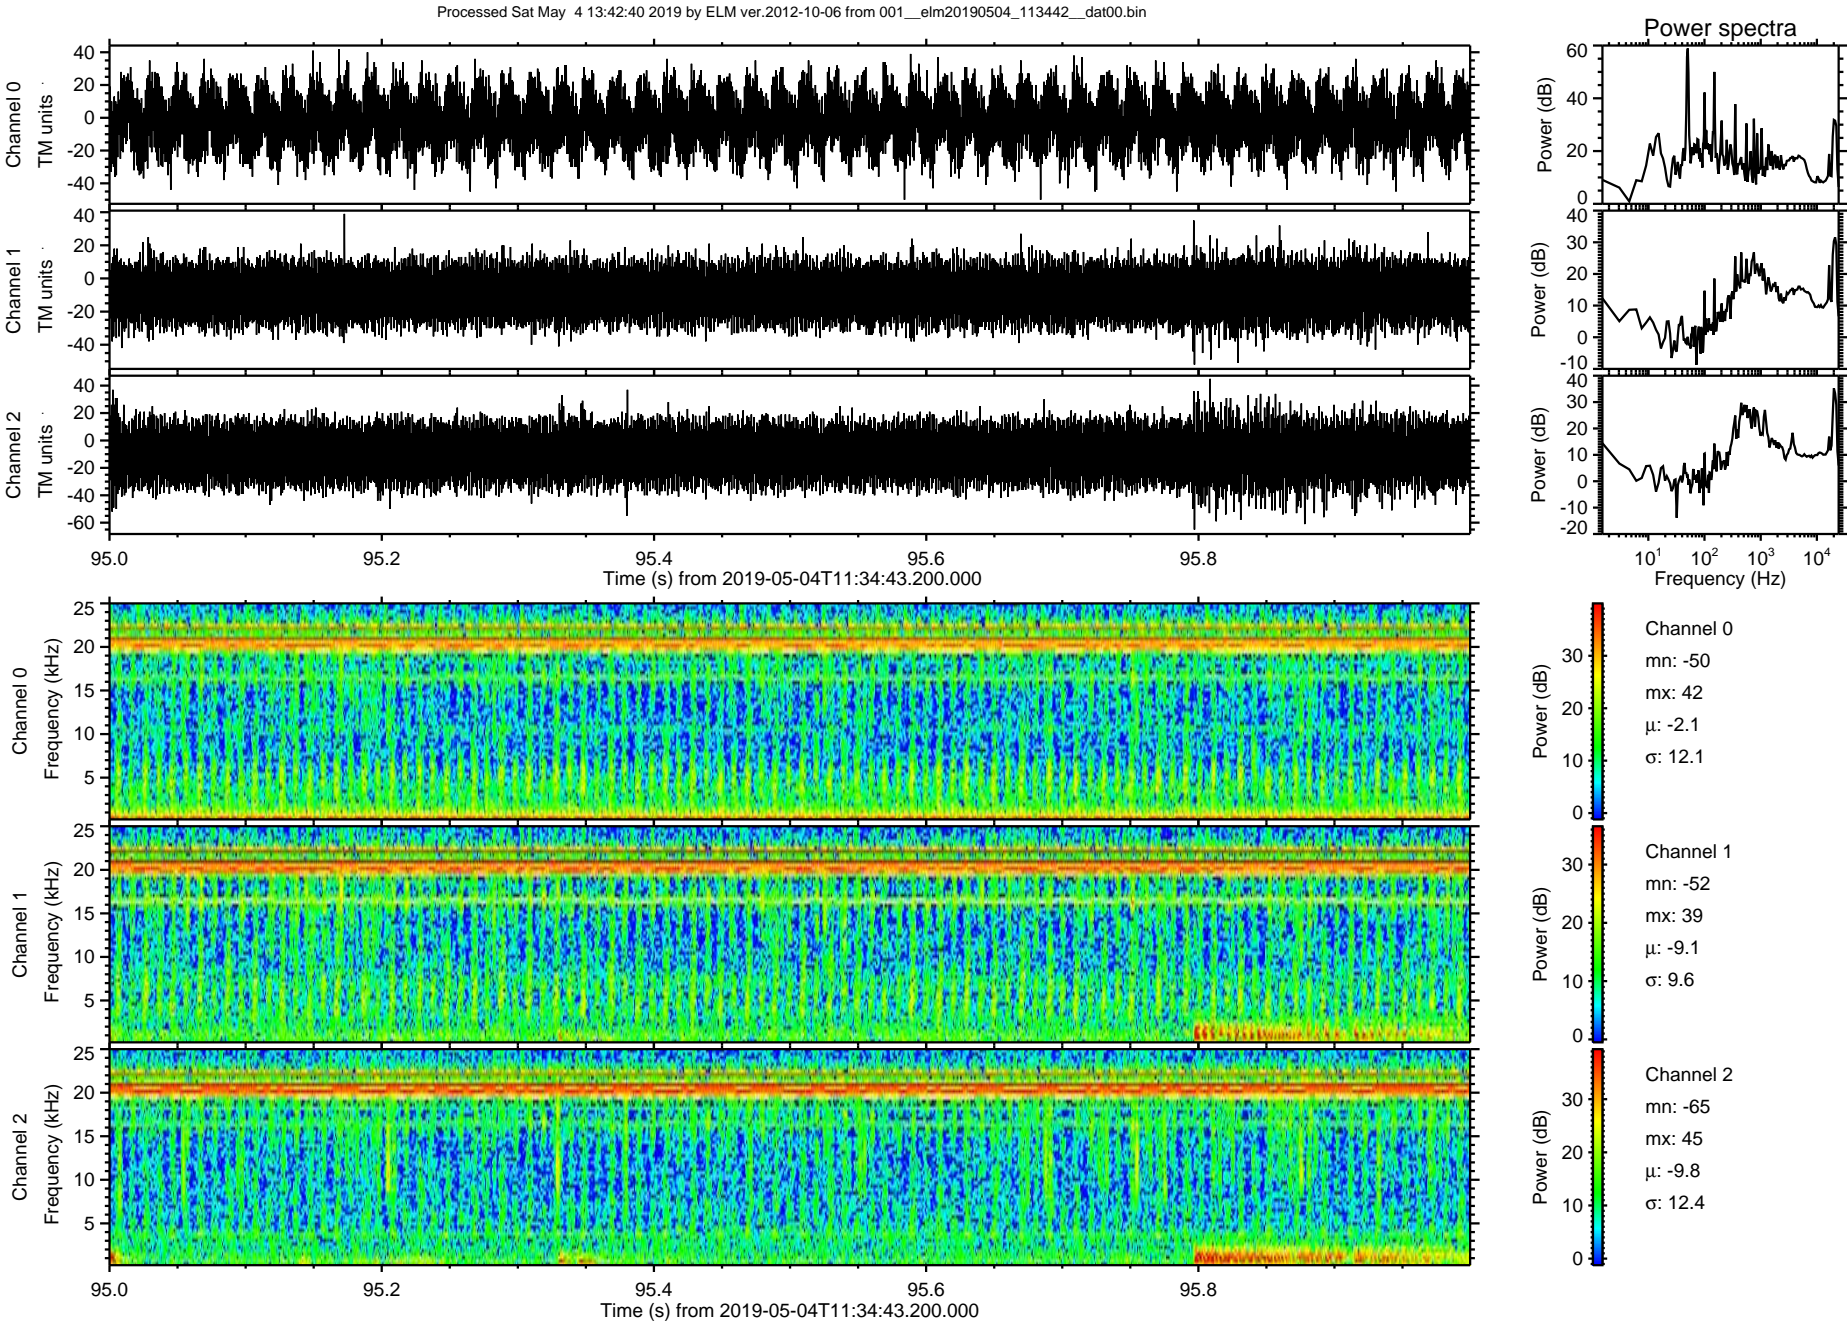 Processed Sat May  4 13:42:40 2019 by ELM ver.2012-10-06 from 001__elm20190504_113442__dat00.bin
Power spectra
Channel 0
TM units
40
20
0
-20
-40
Power (dB)
60
40
20
0
Channel 1
TM units
40
20
0
-20
-40
Power (dB)
40
30
20
10
0
-10
Channel 2
TM units
40
20
0
-20
-40
-60
Power (dB)
40
30
20
10
0
-10
-20
95.0 95.2 95.4 95.6 95.8
Time (s) from 2019-05-04T11:34:43.200.000
10¹ 10² 10³ 10⁴
Frequency (Hz)
Channel 0
Frequency (kHz)
25
20
15
10
5
Power (dB)
30
20
10
0
Channel 0
mn: -50
mx: 42
μ: -2.1
σ: 12.1
Channel 1
Frequency (kHz)
25
20
15
10
5
Power (dB)
30
20
10
0
Channel 1
mn: -52
mx: 39
μ: -9.1
σ: 9.6
Channel 2
Frequency (kHz)
25
20
15
10
5
Power (dB)
30
20
10
0
Channel 2
mn: -65
mx: 45
μ: -9.8
σ: 12.4
95.0 95.2 95.4 95.6 95.8
Time (s) from 2019-05-04T11:34:43.200.000